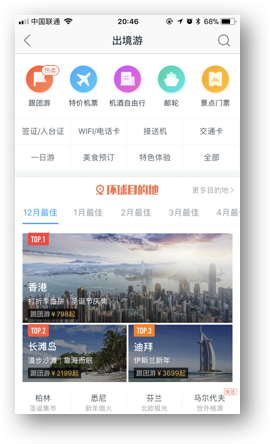 中国联通 20:46 68%
出境游
热卖
跟团游 特价机票 机酒自由行 邮轮 景点门票
签证/入台证 WIFI/电话卡 接送机 交通卡
一日游 美食预订 特色体验 全部
环球目的地 更多目的地
12月最佳 1月最佳 2月最佳 3月最佳 4月最
TOP.1
香港
打折季血拼 | 圣诞节庆典
跟团游 ¥798起
TOP.2 TOP.3
长滩岛 迪拜
漫步沙滩 | 靠海而眠 伊斯兰新年
跟团游 ¥2199起 跟团游 ¥3699起
柏林 悉尼 芬兰 马尔代夫
圣诞集市 新年烟火 北欧极光 世外桃源